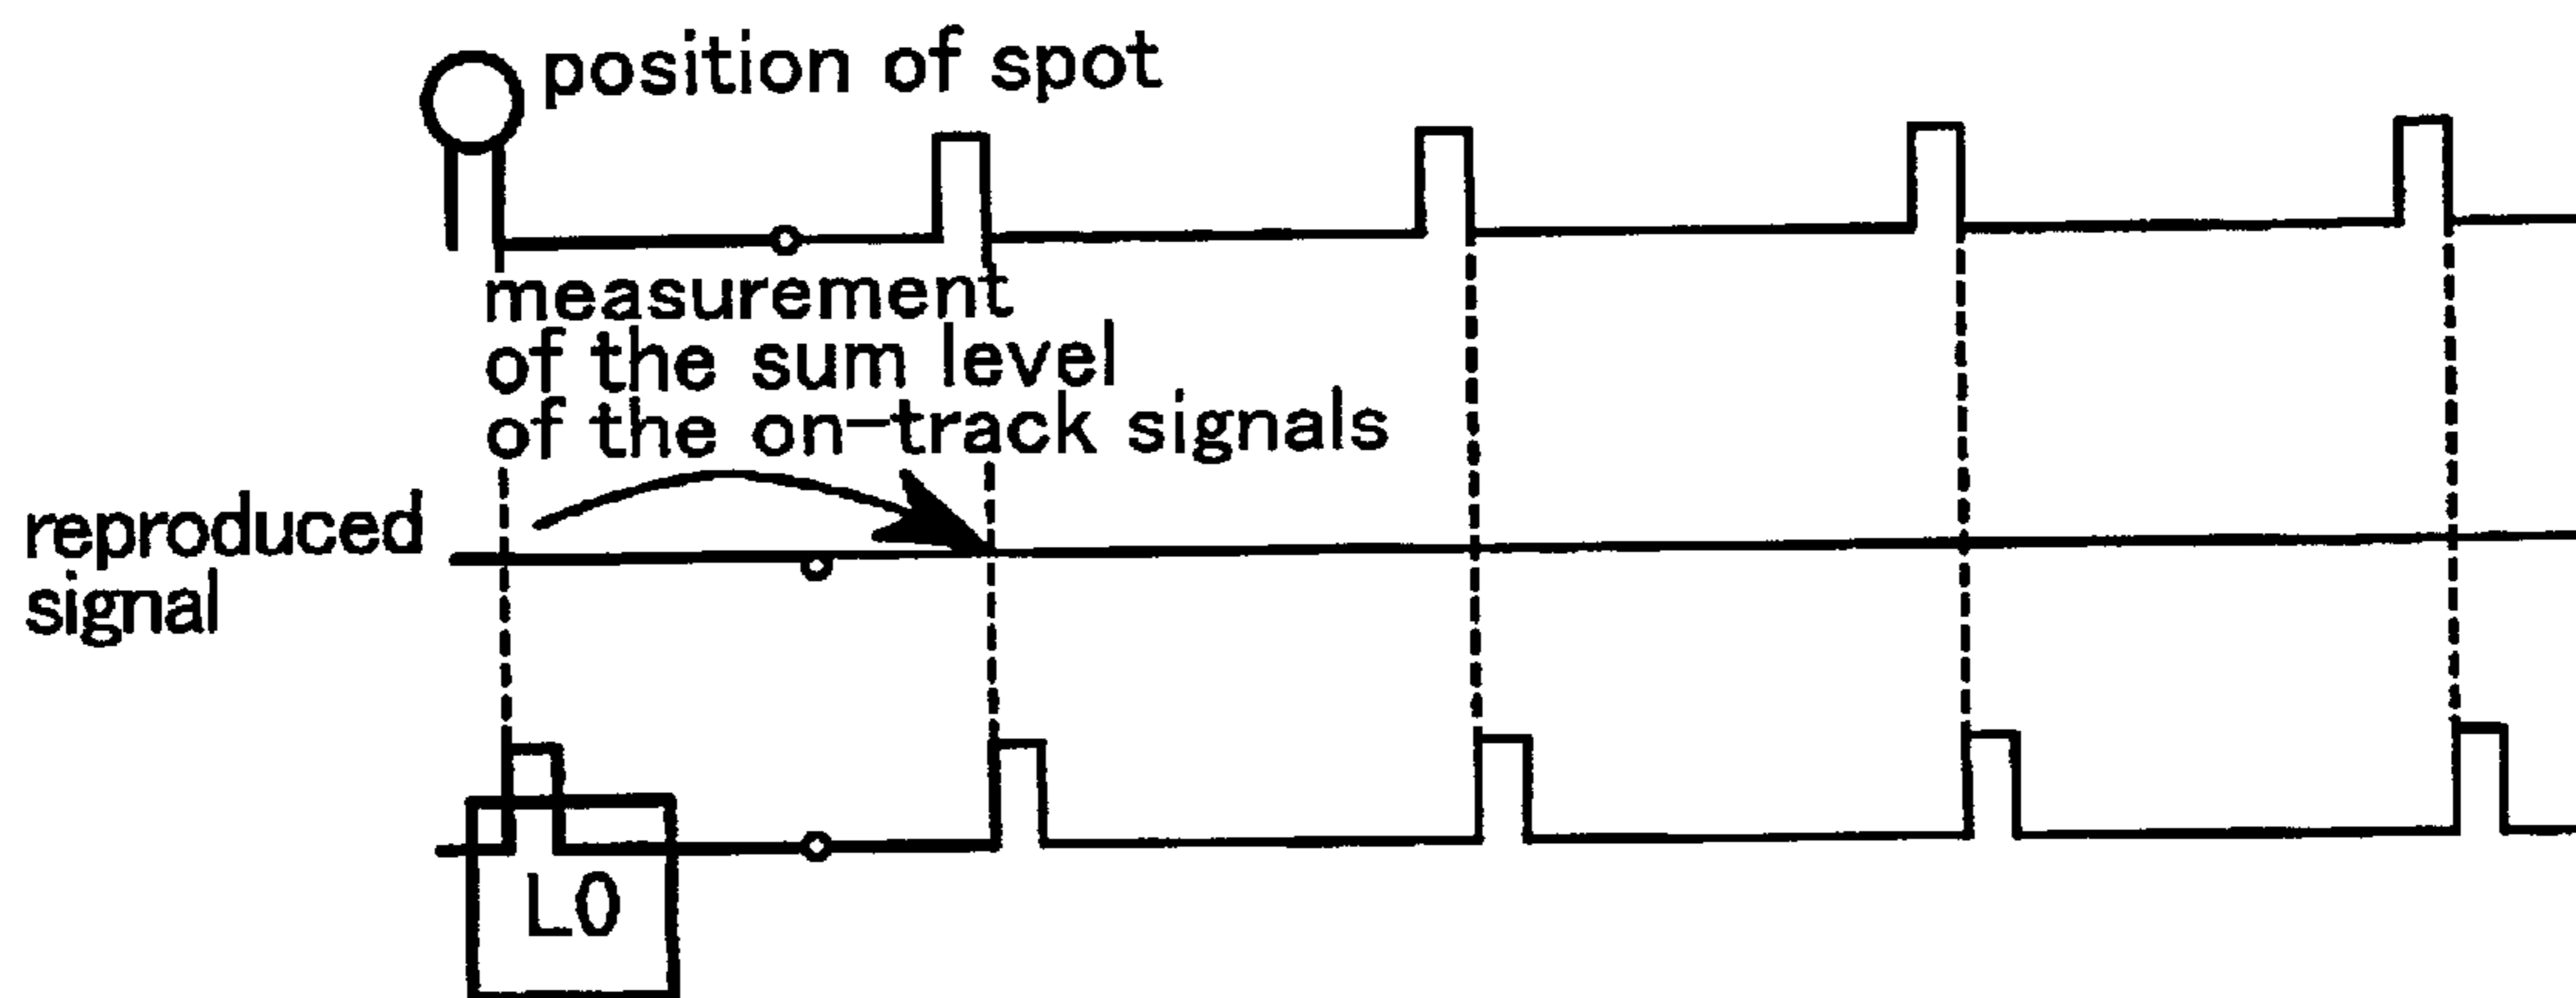 position of spot
measurement
of the sum level
of the on-track signals
reproduced
signal
L0